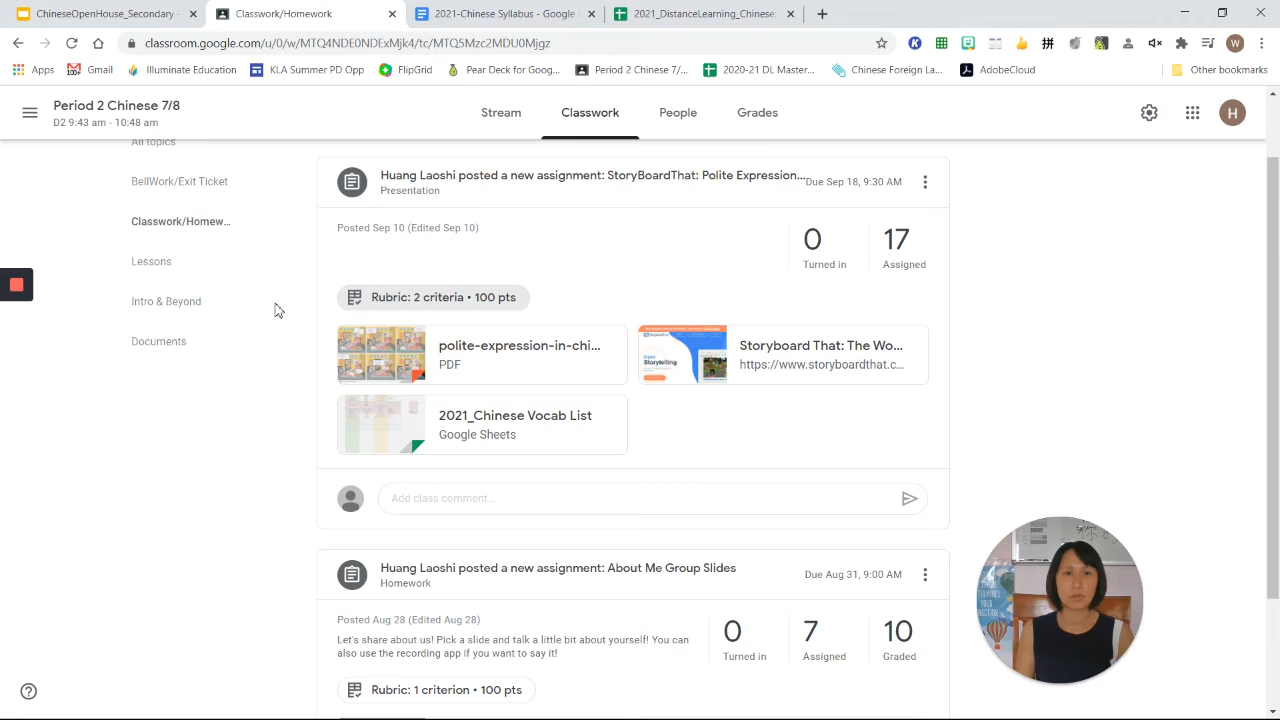 ChineseOpenHouse_Secondary
Classwork/Homework
2021 Chinese Syllabus - Google
2021_DistanceLearning_Chinese
classroom.google.com/u/0/w/MTQ4NDE0NDExMjk4/tc/MTQ5Mzc2MDU0Mjgz
W
Apps
Gmail
Illuminate Education
LA Summer PD Opp
FlipGrid
Deck for Goog...
Period 2 Chinese 7/...
2020-21 DL Master...
Chinese Foreign La...
AdobeCloud
Other bookmarks
Period 2 Chinese 7/8
D2 9:43 am - 10:48 am
Stream
Classwork
People
Grades
H
All topics
BellWork/Exit Ticket
Classwork/Homew...
Lessons
Intro & Beyond
Documents
Huang Laoshi posted a new assignment: StoryBoardThat: Polite Expression...
Due Sep 18, 9:30 AM
Presentation
Posted Sep 10 (Edited Sep 10)
0
Turned in
17
Assigned
Rubric: 2 criteria • 100 pts
polite-expression-in-chi...
PDF
Storyboard That: The Wo...
https://www.storyboardthat.c...
2021_Chinese Vocab List
Google Sheets
Add class comment...
Huang Laoshi posted a new assignment: About Me Group Slides
Due Aug 31, 9:00 AM
Homework
Posted Aug 28 (Edited Aug 28)
Let's share about us! Pick a slide and talk a little bit about yourself! You can
also use the recording app if you want to say it!
0
Turned in
7
Assigned
10
Graded
Rubric: 1 criterion • 100 pts